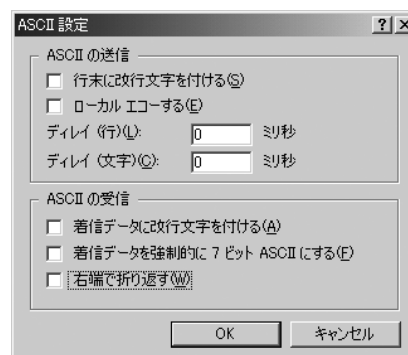 ASCII 設定
ASCII の送信
行末に改行文字を付ける(S)
ローカル エコーする(E)
ディレイ (行)(L): 0 ミリ秒
ディレイ (文字)(C): 0 ミリ秒
ASCII の受信
着信データに改行文字を付ける(A)
着信データを強制的に 7 ビット ASCII にする(F)
右端で折り返す(W)
OK キャンセル